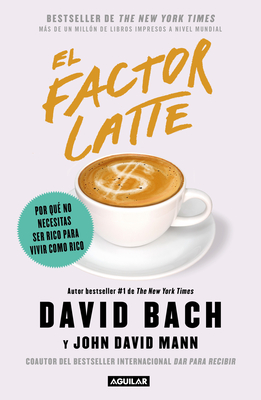 BESTSELLER DE THE NEW YORK TIMES
MÁS DE UN MILLÓN DE LIBROS IMPRESOS A NIVEL MUNDIAL
EL
FACTOR
LATTE
$
POR QUÉ NO
NECESITAS
SER RICO PARA
VIVIR COMO RICO
Autor bestseller #1 de The New York Times
DAVID BACH
Y JOHN DAVID MANN
COAUTOR DEL BESTSELLER INTERNACIONAL DAR PARA RECIBIR
AGUILAR